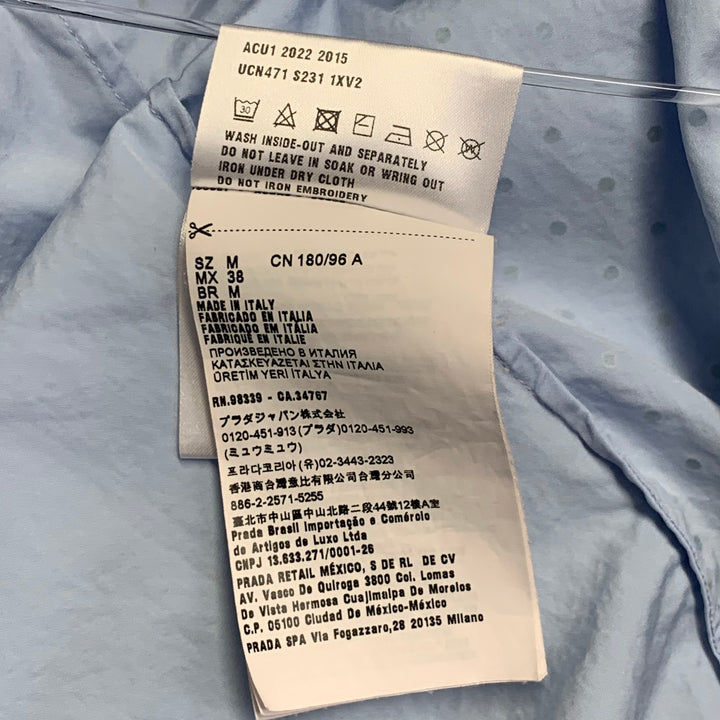 ACU1 2022 2015
UCN471 S231 1XV2
30
WASH INSIDE-OUT AND SEPARATELY
DO NOT LEAVE IN SOAK OR WRING OUT
IRON UNDER DRY CLOTH
DO NOT IRON EMBROIDERY
SZ M CN 180/96 A
MX 38
BR M
MADE IN ITALY
FABRICADO EN ITALIA
FABRICADO EM ITÁLIA
FABRIQUÉ EN ITALIE
ПРОИЗВЕДЕНО В ИТАЛИЯ
ΚΑΤΑΣΚΕΥΑΖΕΤΑΙ ΣΤΗΝ ΙΤΑΛΙΑ
ÜRETİM YERİ İTALYA
RN.98339 - CA.34767
プラダジャパン株式会社
0120-451-913(プラダ)0120-451-993
(ミュウミュウ)
프라다코리아(유)02-3443-2323
香港商台灣普比有限公司台灣分公司
886-2-2571-5255
臺北市中山區中山北路二段44號12樓A室
Prada Brasil Importação e Comércio
de Artigos de Luxo Ltda
CNPJ 13.633.271/0001-26
PRADA RETAIL MÉXICO, S DE RL DE CV
AV. Vasco De Quiroga 3800 Col. Lomas
De Vista Hermosa Cuajimalpa De Morelos
C.P. 05100 Ciudad De México-México
PRADA SPA Via Fogazzaro,28 20135 Milano